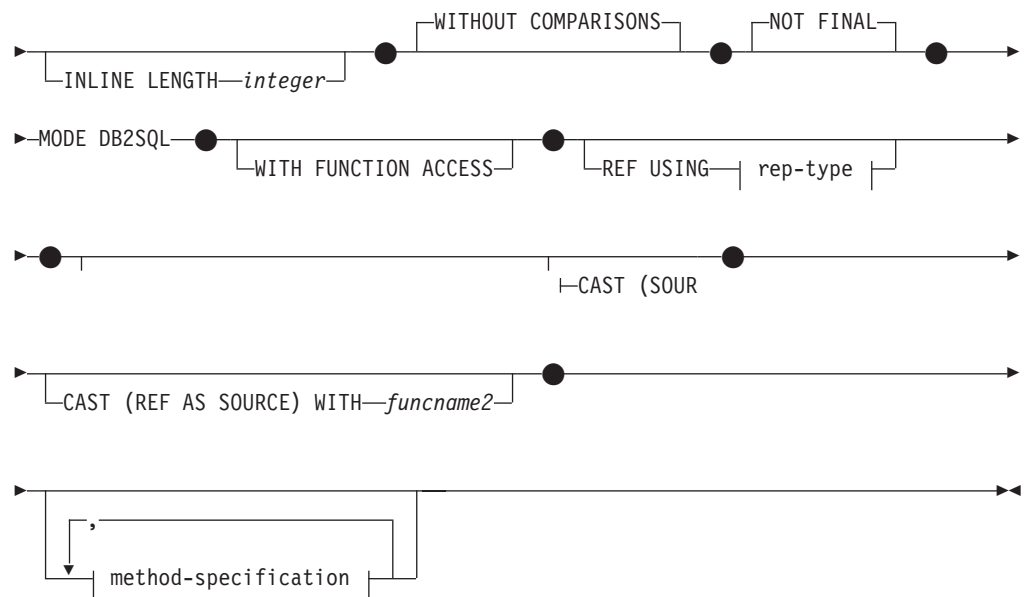 WITHOUT COMPARISONS NOT FINAL
INLINE LENGTH integer
MODE DB2SQL
WITH FUNCTION ACCESS REF USING rep-type
CAST (SOUR
CAST (REF AS SOURCE) WITH funcname2
,
method-specification